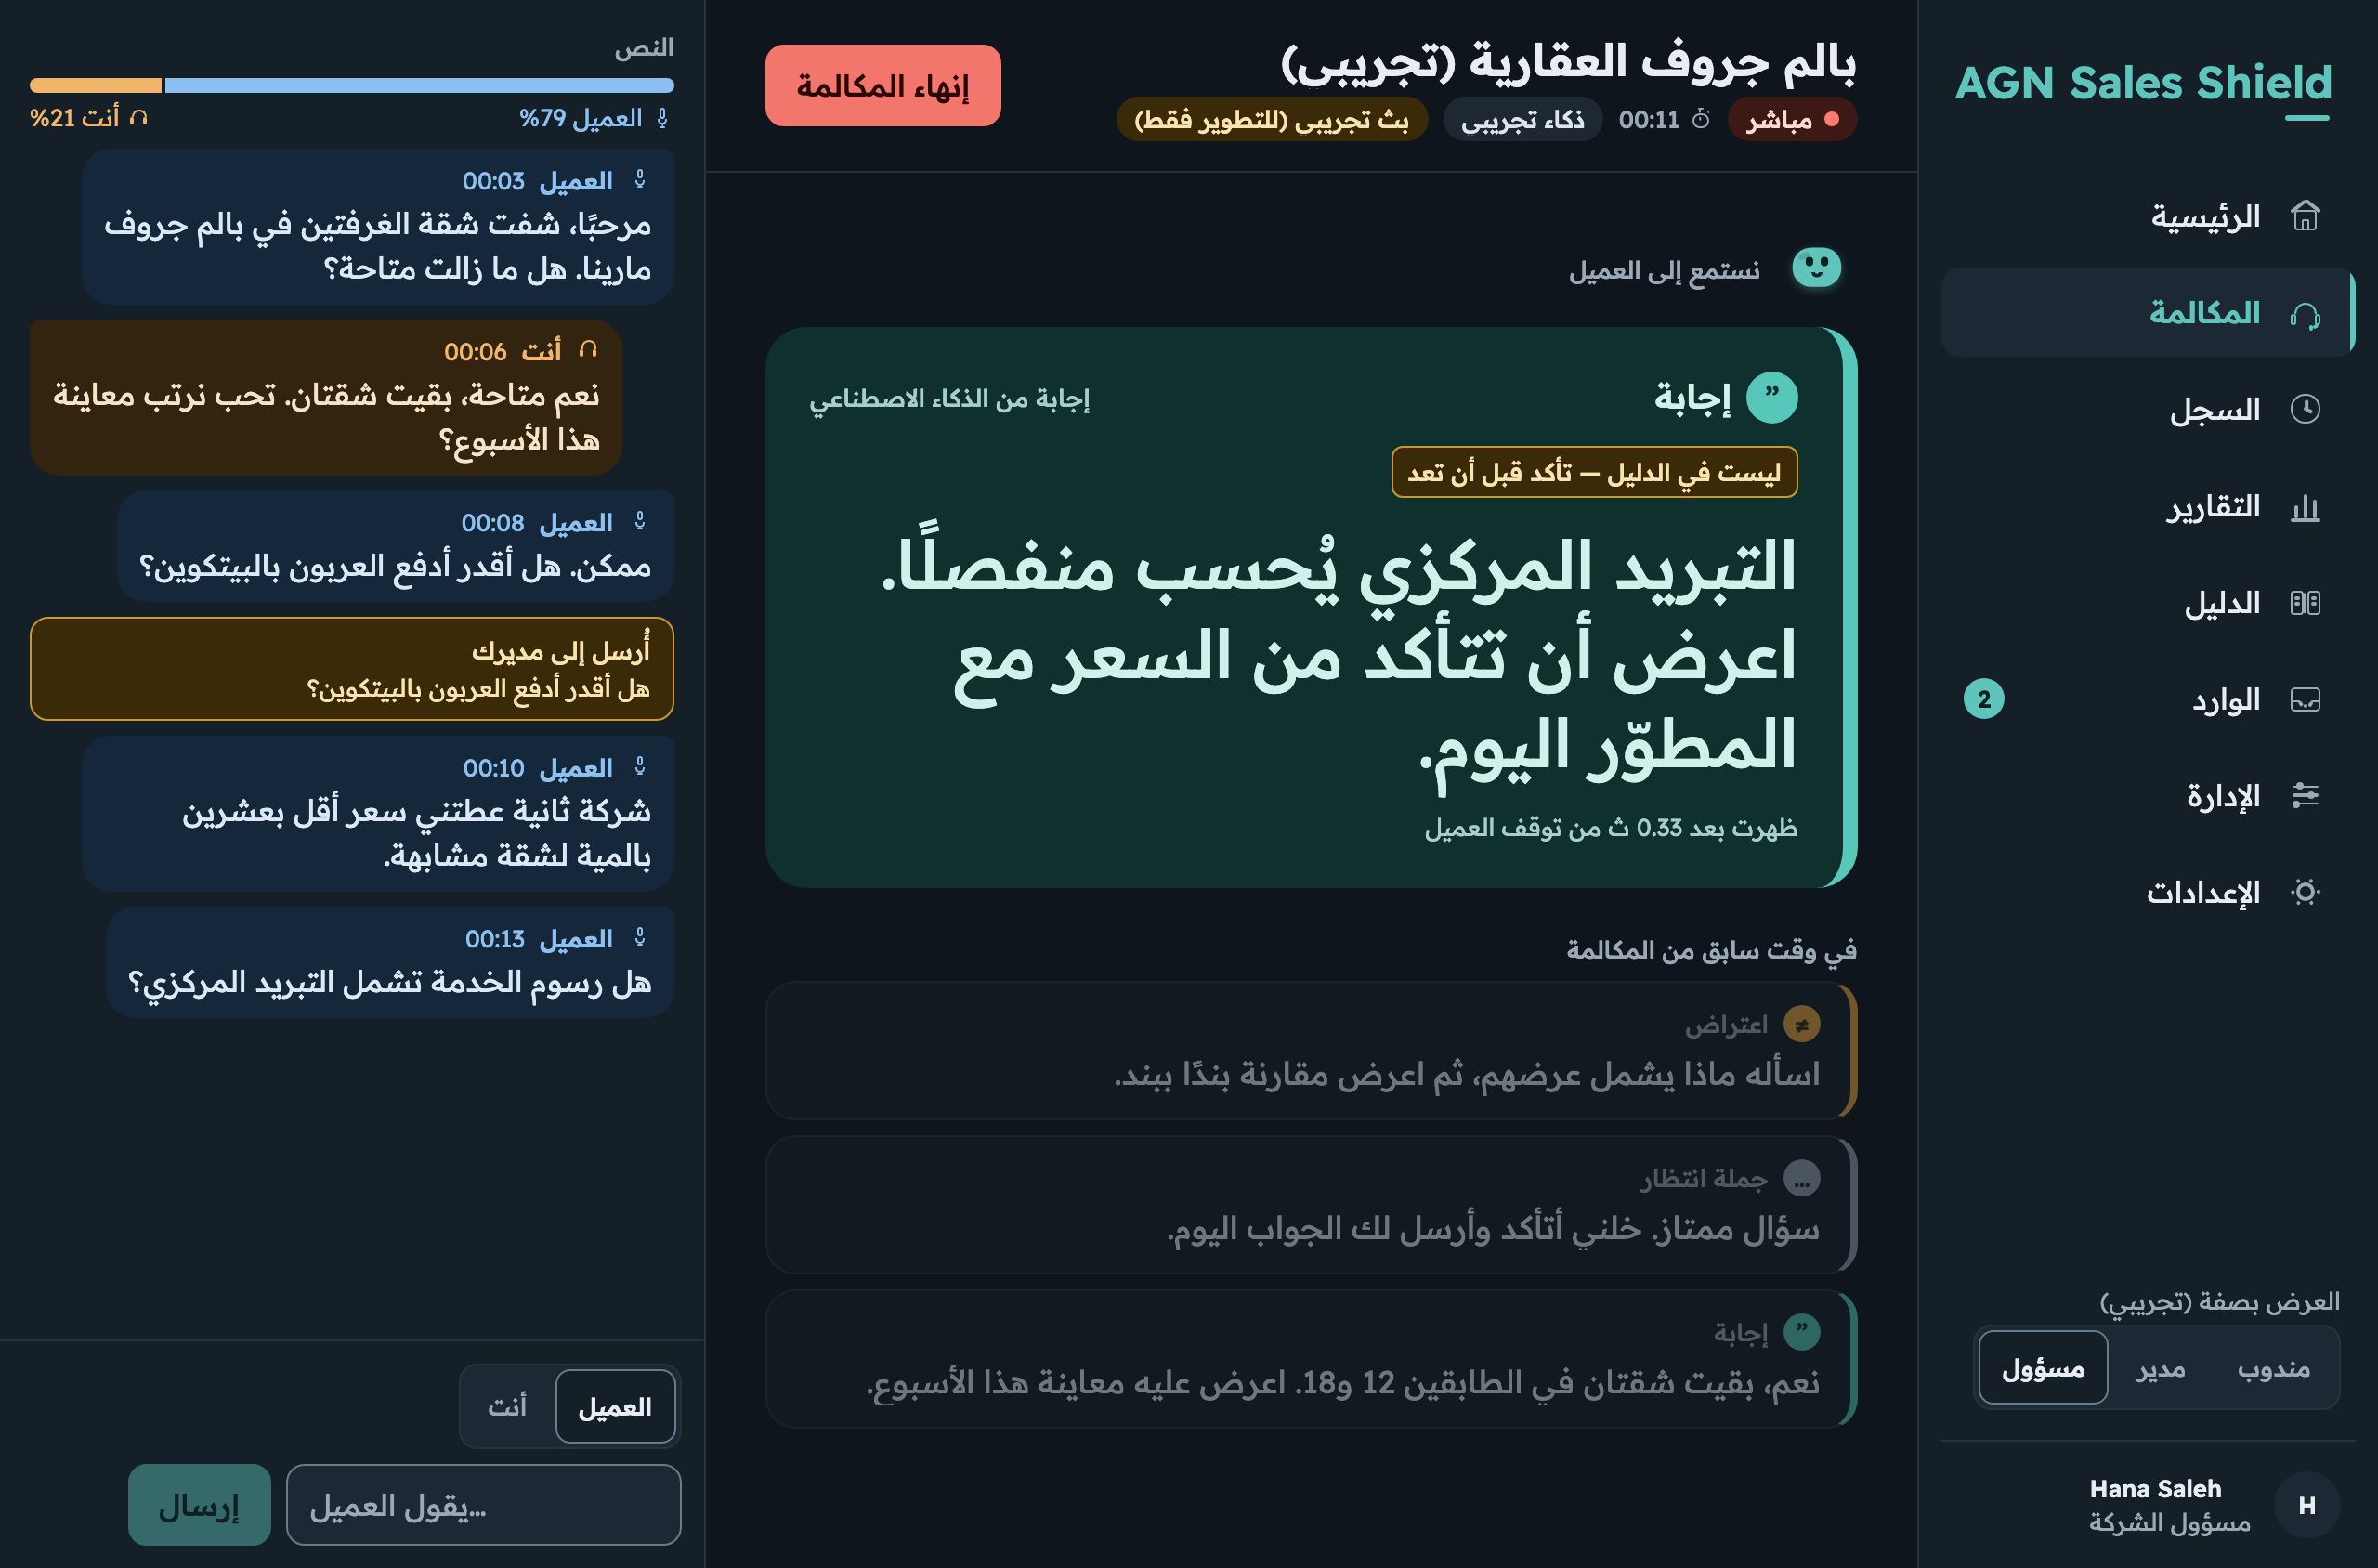 AGN Sales Shield
الرئيسية
المكالمة
السجل
التقارير
الدليل
الوارد
2
الإدارة
الإعدادات
العرض بصفة (تجريبي)
مندوب
مدير
مسؤول
H
Hana Saleh
مسؤول الشركة
بالم جروف العقارية (تجريبي)
مباشر
00:11
ذكاء تجريبي
بث تجريبي (للتطوير فقط)
إنهاء المكالمة
نستمع إلى العميل
إجابة
إجابة من الذكاء الاصطناعي
ليست في الدليل — تأكد قبل أن تعد
التبريد المركزي يُحسب منفصلًا.
اعرض أن تتأكد من السعر مع
المطوّر اليوم.
ظهرت بعد 0.33 ث من توقف العميل
في وقت سابق من المكالمة
≠ اعتراض
اسأله ماذا يشمل عرضهم، ثم اعرض مقارنة بندًا ببند.
... جملة انتظار
سؤال ممتاز. خلني أتأكد وأرسل لك الجواب اليوم.
إجابة
نعم، بقيت شقتان في الطابقين 12 و18. اعرض عليه معاينة هذا الأسبوع.
النص
العميل 79%
أنت 21%
العميل 00:03
مرحبًا، شفت شقة الغرفتين في بالم جروف
مارينا. هل ما زالت متاحة؟
أنت 00:06
نعم متاحة، بقيت شقتان. تحب نرتب معاينة
هذا الأسبوع؟
العميل 00:08
ممكن. هل أقدر أدفع العربون بالبيتكوين؟
أُرسل إلى مديرك
هل أقدر أدفع العربون بالبيتكوين؟
العميل 00:10
شركة ثانية عطتني سعر أقل بعشرين
بالمية لشقة مشابهة.
العميل 00:13
هل رسوم الخدمة تشمل التبريد المركزي؟
العميل
أنت
يقول العميل...
إرسال